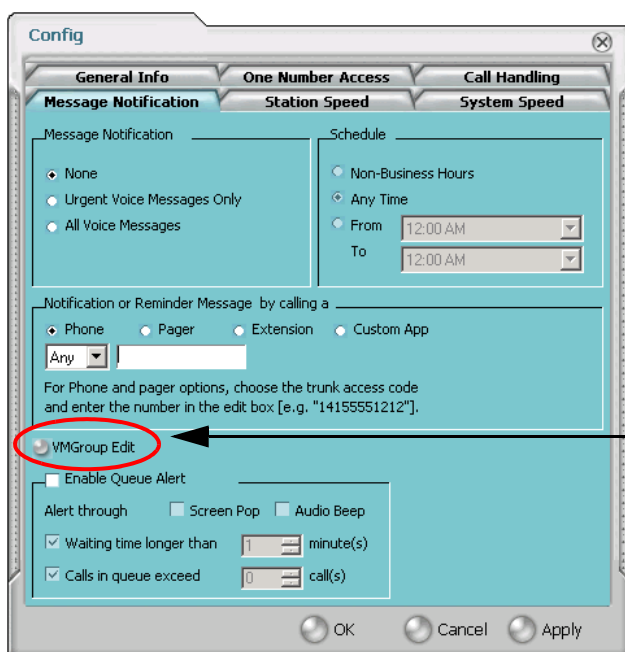 Config
General Info One Number Access Call Handling
Message Notification Station Speed System Speed
Message Notification
None
Urgent Voice Messages Only
All Voice Messages
Schedule
Non-Business Hours
Any Time
From 12:00 AM
To 12:00 AM
Notification or Reminder Message by calling a
Phone Pager Extension Custom App
Any
For Phone and pager options, choose the trunk access code
and enter the number in the edit box [e.g. "14155551212"].
VMGroup Edit
Enable Queue Alert
Alert through Screen Pop Audio Beep
Waiting time longer than 1 minute(s)
Calls in queue exceed 0 call(s)
OK Cancel Apply